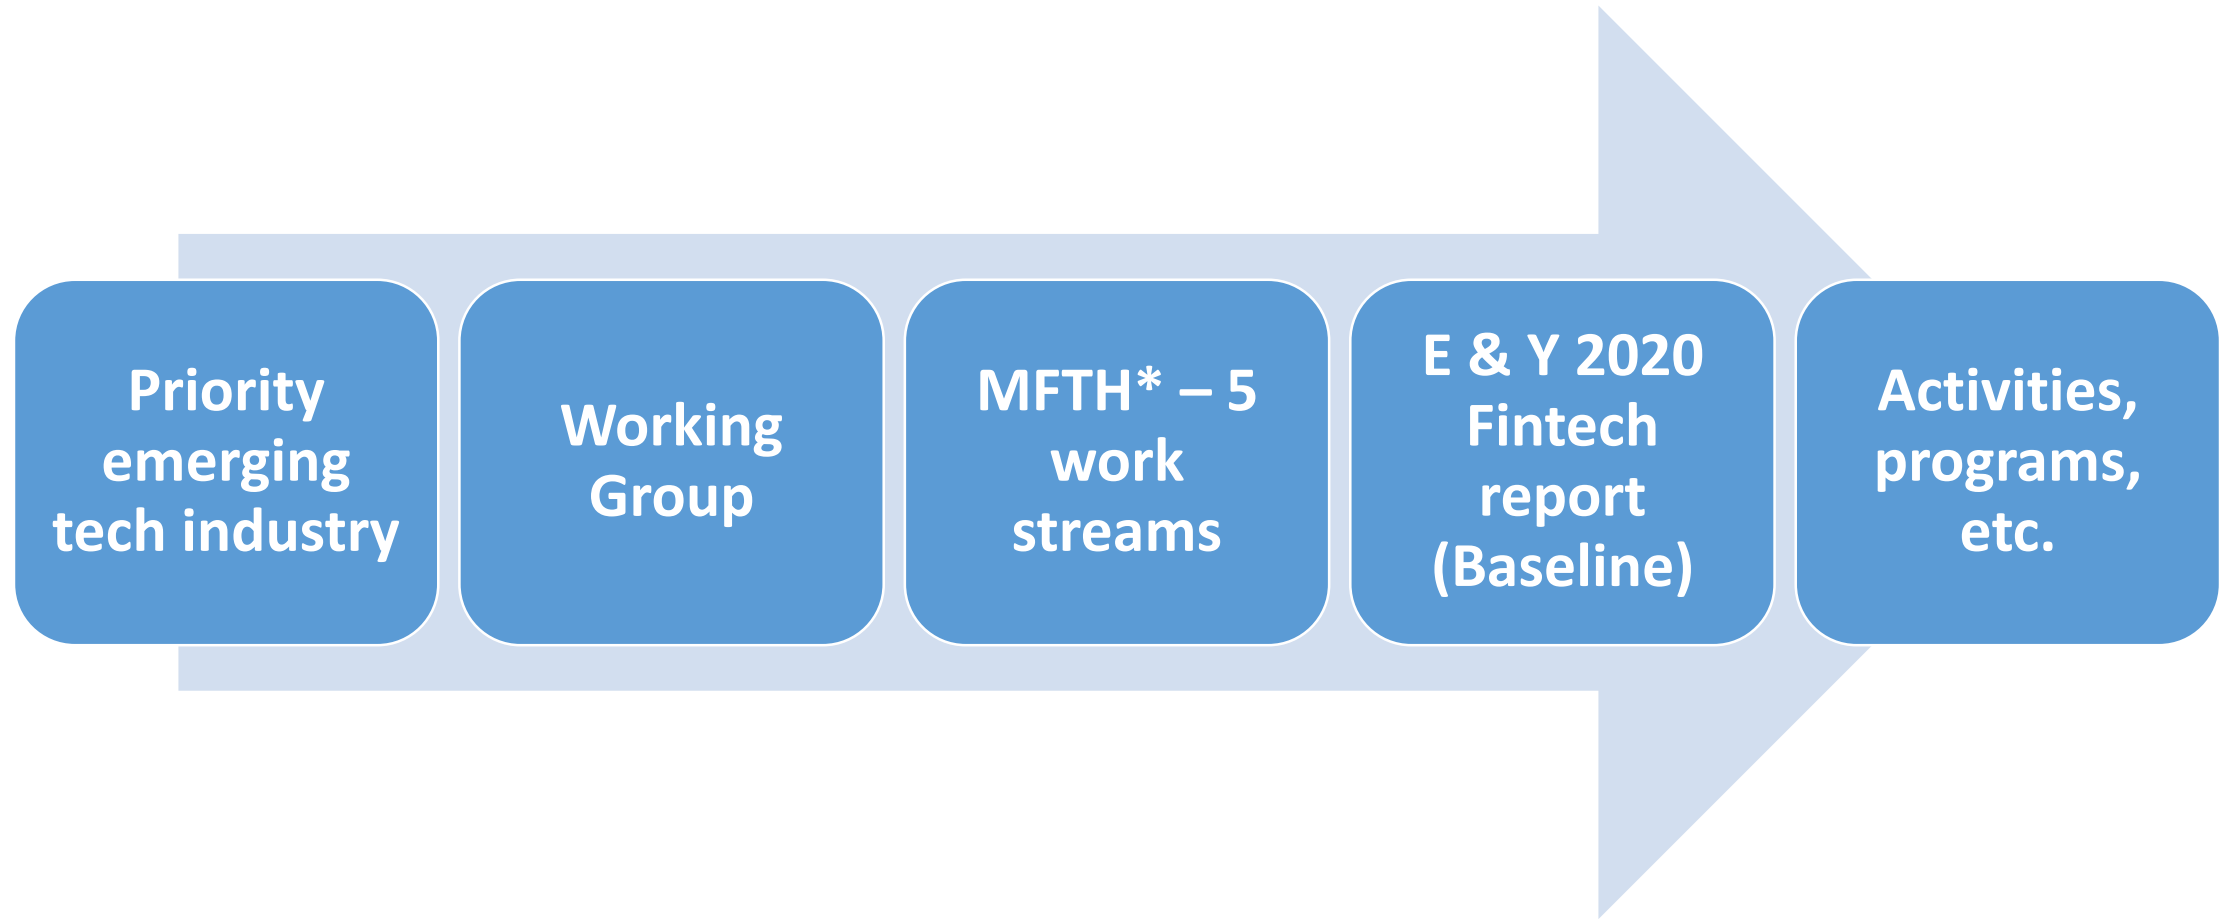 Priority
emerging
tech industry
Working
Group
MFTH* – 5
work
streams
E & Y 2020
Fintech
report
(Baseline)
Activities,
programs,
etc.